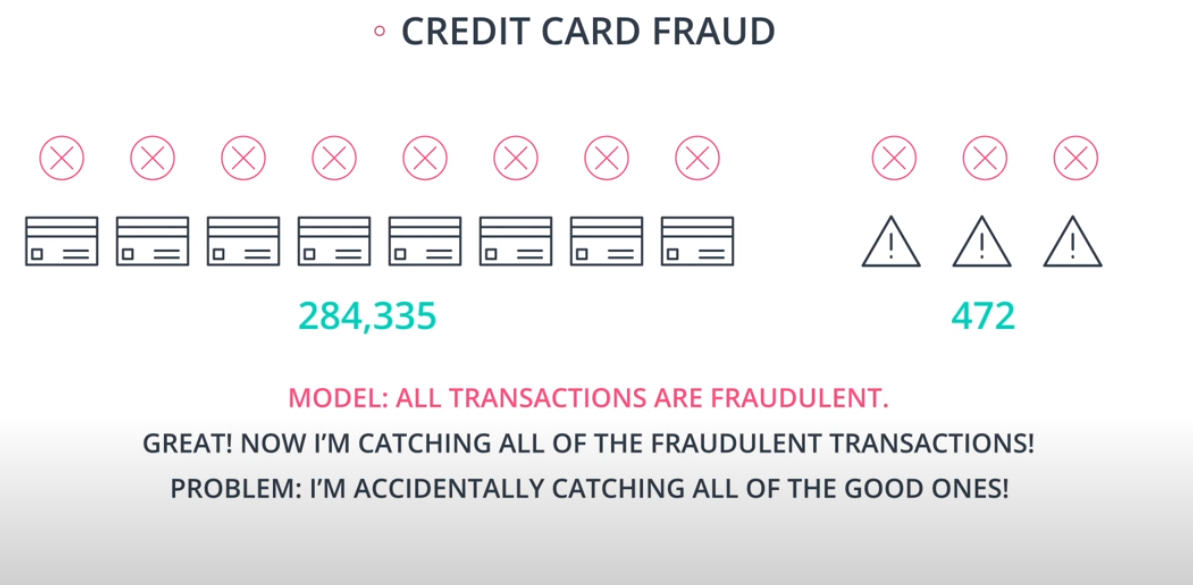 CREDIT CARD FRAUD
284,335
472
MODEL: ALL TRANSACTIONS ARE FRAUDULENT.
GREAT! NOW I'M CATCHING ALL OF THE FRAUDULENT TRANSACTIONS!
PROBLEM: I'M ACCIDENTALLY CATCHING ALL OF THE GOOD ONES!